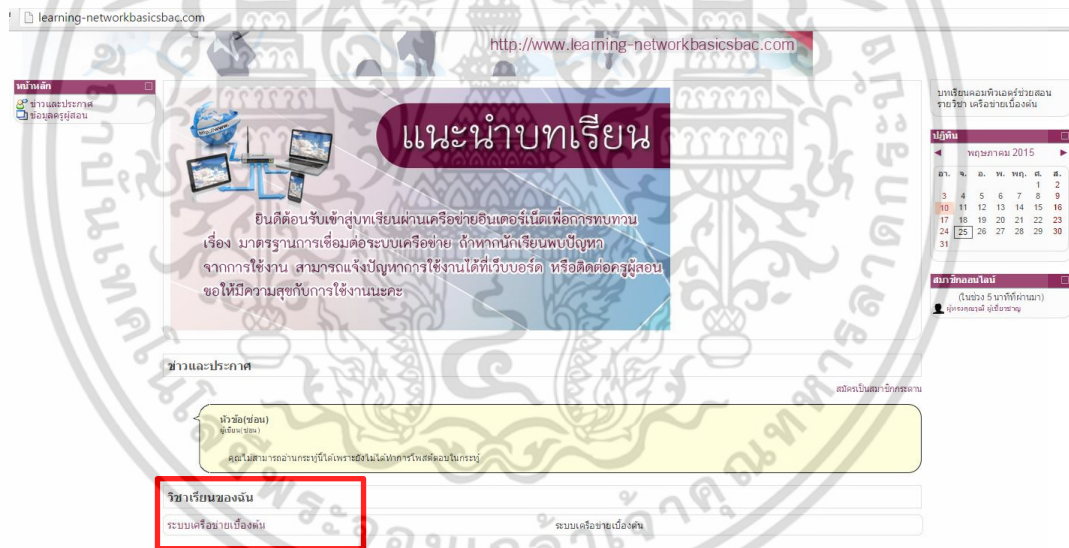 learning-networkbasicsbac.com
http://www.learning-networkbasicsbac.com
หน้าหลัก
ข่าวและประกาศ
ข้อมูลครูผู้สอน
แนะนำบทเรียน
ยินดีต้อนรับเข้าสู่บทเรียนผ่านเครือข่ายอินเตอร์เน็ตเพื่อการทบทวน
เรื่อง มาตรฐานการเชื่อมต่อระบบเครือข่าย ถ้าหากนักเรียนพบปัญหา
จากการใช้งาน สามารถแจ้งปัญหาการใช้งานได้ที่เว็บบอร์ด หรือติดต่อครูผู้สอน
ขอให้มีความสุขกับการใช้งานนะคะ
บทเรียนคอมพิวเตอร์ช่วยสอน
รายวิชา เครือข่ายเบื้องต้น
ปฏิทิน
พฤษภาคม 2015
อา. จ. อ. พ. พฤ. ศ. ส.
1 2
3 4 5 6 7 8 9
10 11 12 13 14 15 16
17 18 19 20 21 22 23
24 25 26 27 28 29 30
31
สมาชิกออนไลน์
(ในช่วง 5 นาทีที่ผ่านมา)
ผู้ทรงคุณวุฒิ ผู้เชี่ยวชาญ
ข่าวและประกาศ
สมัครเป็นสมาชิกกระดาน
หัวข้อ(ซ่อน)
ผู้เขียน(ซ่อน)
คุณไม่สามารถอ่านกระทู้นี้ได้เพราะยังไม่ได้ทำการโพสต์ตอบในกระทู้
วิชาเรียนของฉัน
ระบบเครือข่ายเบื้องต้น
ระบบเครือข่ายเบื้องต้น